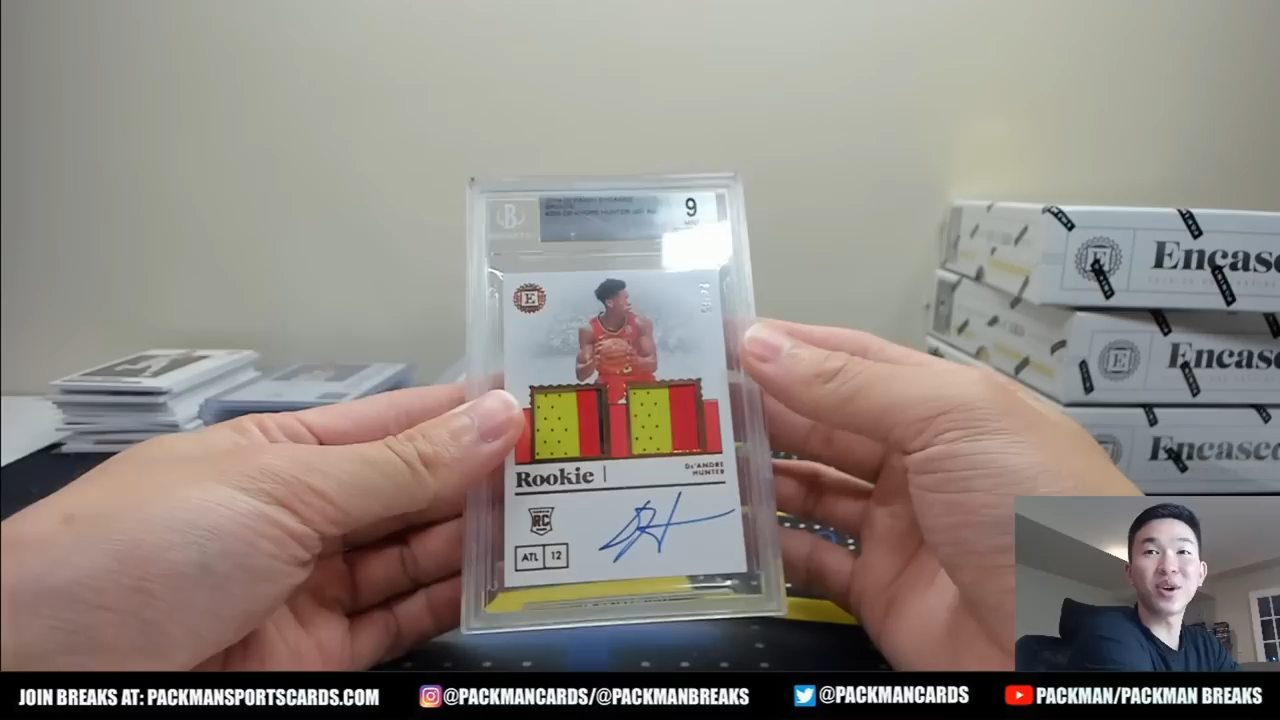 B
9
MINT
E
Rookie
De'ANDRE
HUNTER
RC
ATL 12
E
Encase
E
Encase
Encase
JOIN BREAKS AT: PACKMANSPORTSCARDS.COM
@PACKMANCARDS/@PACKMANBREAKS
@PACKMANCARDS
PACKMAN/PACKMAN BREAKS